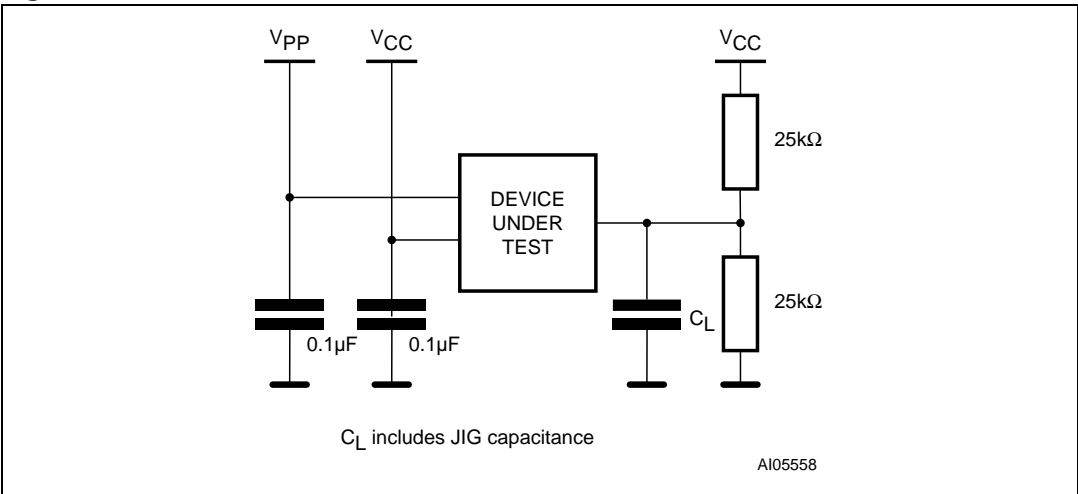 VPP
VCC
VCC
25kΩ
DEVICE
UNDER
TEST
25kΩ
CL
0.1µF
0.1µF
CL includes JIG capacitance
AI05558